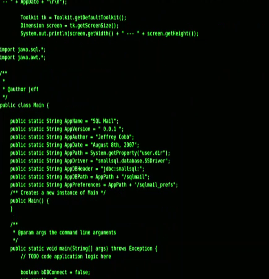 -- " + AppDate + "\r\n");
Toolkit tk = Toolkit.getDefaultToolkit();
Dimension screen = tk.getScreenSize();
System.out.println(screen.getWidth() + " --- " + screen.getHeight());
import java.sql.*;
import java.awt.*;
/**
*
* @author jeff
*/
public class Main {
public static String AppName = "SQL Mail";
public static String AppVersion = " 0.0.1 ";
public static String AppAuthor = "Jeffrey Cobb";
public static String AppDate = "August 8th, 2007";
public static String AppPath = System.getProperty("user.dir");
public static String AppDriver = "smallsql.database.SSDriver";
public static String AppDBHeader = "jdbc:smallsql:";
public static String AppDBPath = AppPath + "/sqlmail";
public static String AppPreferences = AppPath + "/sqlmail_prefs";
/** Creates a new instance of Main */
public Main() {
}
/**
* @param args the command line arguments
*/
public static void main(String[] args) throws Exception {
// TODO code application logic here
boolean bDBConnect = false;